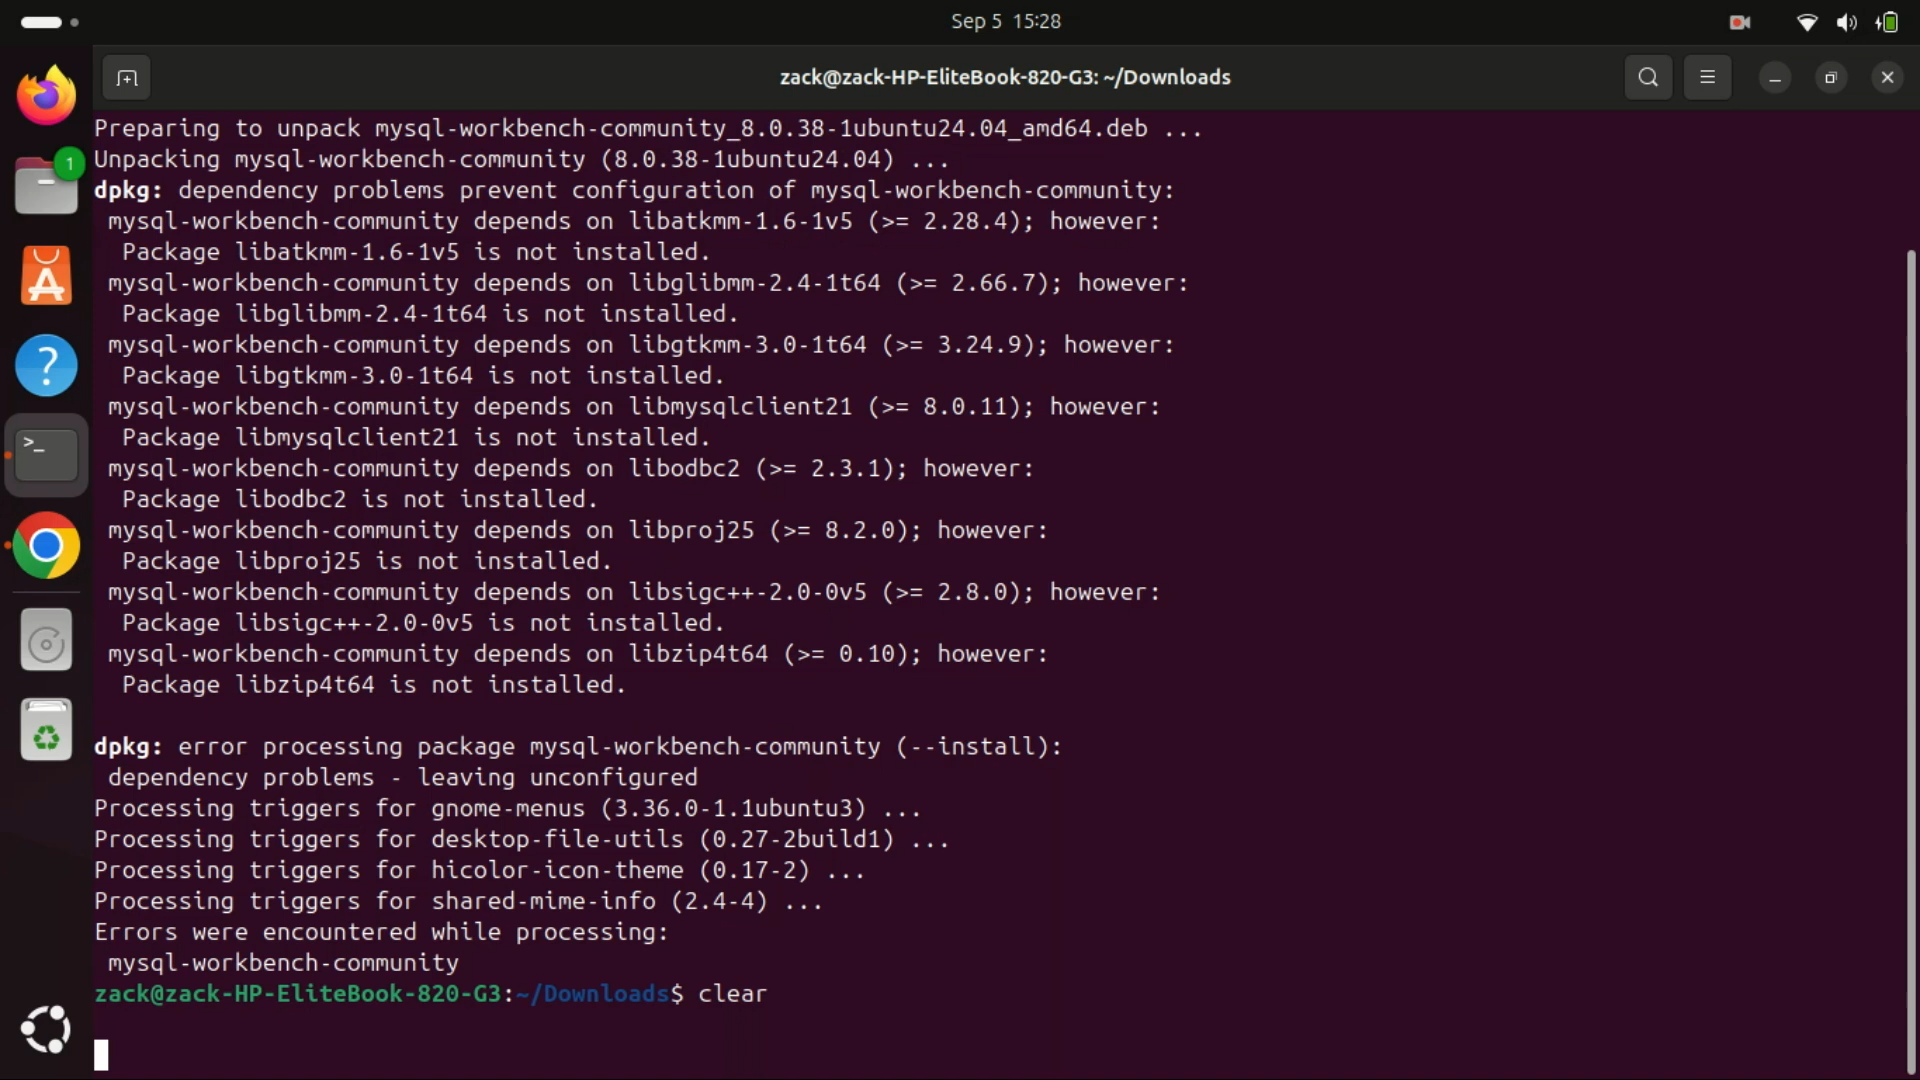 Sep 5 15:28
zack@zack-HP-EliteBook-820-G3: ~/Downloads
1
Preparing to unpack mysql-workbench-community_8.0.38-1ubuntu24.04_amd64.deb ...
Unpacking mysql-workbench-community (8.0.38-1ubuntu24.04) ...
dpkg: dependency problems prevent configuration of mysql-workbench-community:
 mysql-workbench-community depends on libatkmm-1.6-1v5 (>= 2.28.4); however:
  Package libatkmm-1.6-1v5 is not installed.
 mysql-workbench-community depends on libglibmm-2.4-1t64 (>= 2.66.7); however:
  Package libglibmm-2.4-1t64 is not installed.
 mysql-workbench-community depends on libgtkmm-3.0-1t64 (>= 3.24.9); however:
  Package libgtkmm-3.0-1t64 is not installed.
 mysql-workbench-community depends on libmysqlclient21 (>= 8.0.11); however:
  Package libmysqlclient21 is not installed.
 mysql-workbench-community depends on libodbc2 (>= 2.3.1); however:
  Package libodbc2 is not installed.
 mysql-workbench-community depends on libproj25 (>= 8.2.0); however:
  Package libproj25 is not installed.
 mysql-workbench-community depends on libsigc++-2.0-0v5 (>= 2.8.0); however:
  Package libsigc++-2.0-0v5 is not installed.
 mysql-workbench-community depends on libzip4t64 (>= 0.10); however:
  Package libzip4t64 is not installed.
dpkg: error processing package mysql-workbench-community (--install):
 dependency problems - leaving unconfigured
Processing triggers for gnome-menus (3.36.0-1.1ubuntu3) ...
Processing triggers for desktop-file-utils (0.27-2build1) ...
Processing triggers for hicolor-icon-theme (0.17-2) ...
Processing triggers for shared-mime-info (2.4-4) ...
Errors were encountered while processing:
 mysql-workbench-community
zack@zack-HP-EliteBook-820-G3:~/Downloads$ clear